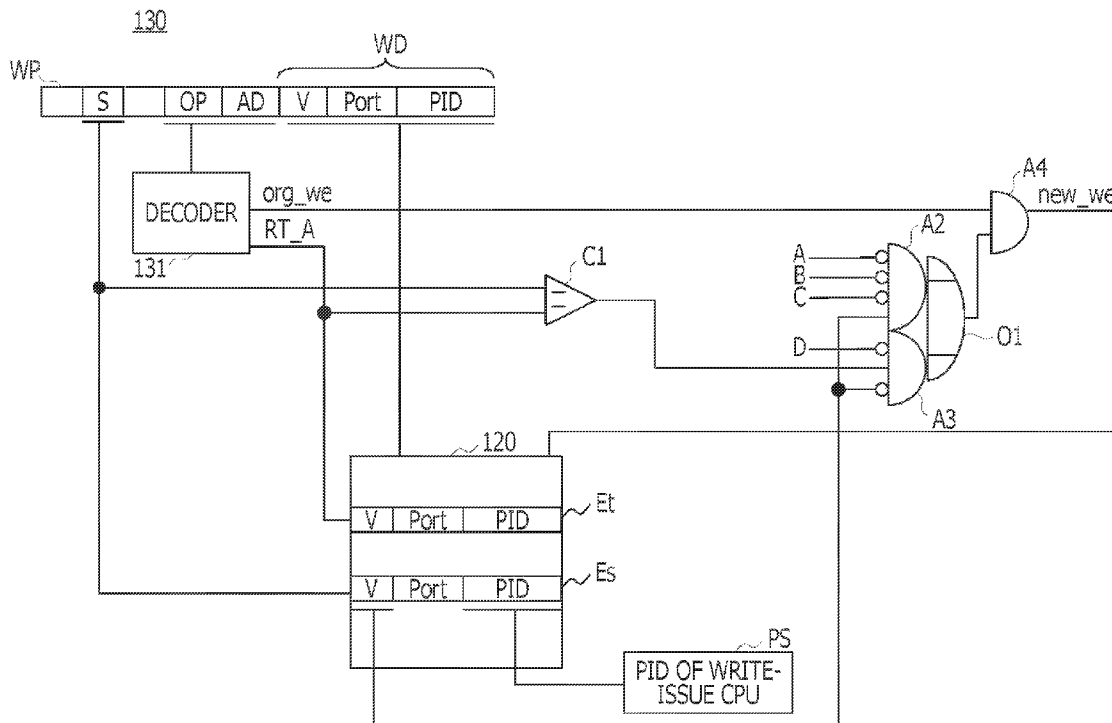 130
WD
WP
S OP AD V Port PID
A4
org_we
new_we
DECODER
A2
RT_A
131
C1
A
B
C
=
D
O1
A3
120
V Port PID
Et
V Port PID
Es
PS
PID OF WRITE-
ISSUE CPU